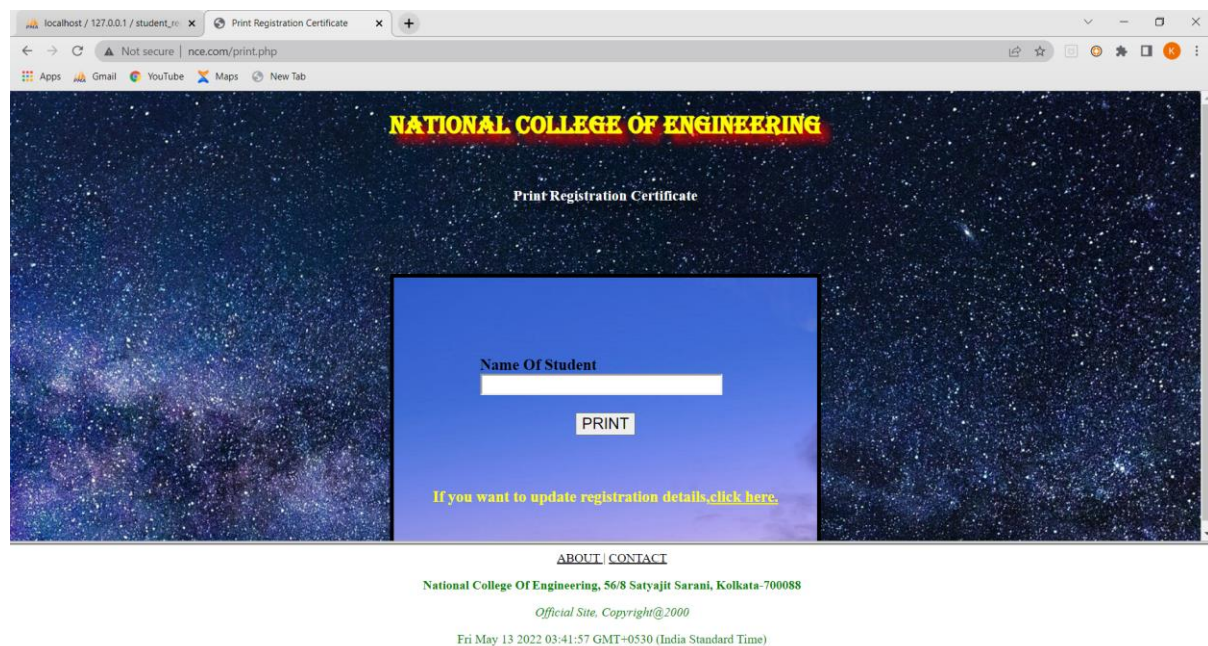 localhost / 127.0.0.1 / student_re
Print Registration Certificate
Not secure | nce.com/print.php
K
Apps Gmail YouTube Maps New Tab
NATIONAL COLLEGE OF ENGINEERING
Print Registration Certificate
Name Of Student
PRINT
If you want to update registration details,click here.
ABOUT | CONTACT
National College Of Engineering, 56/8 Satyajit Sarani, Kolkata-700088
Official Site, Copyright@2000
Fri May 13 2022 03:41:57 GMT+0530 (India Standard Time)